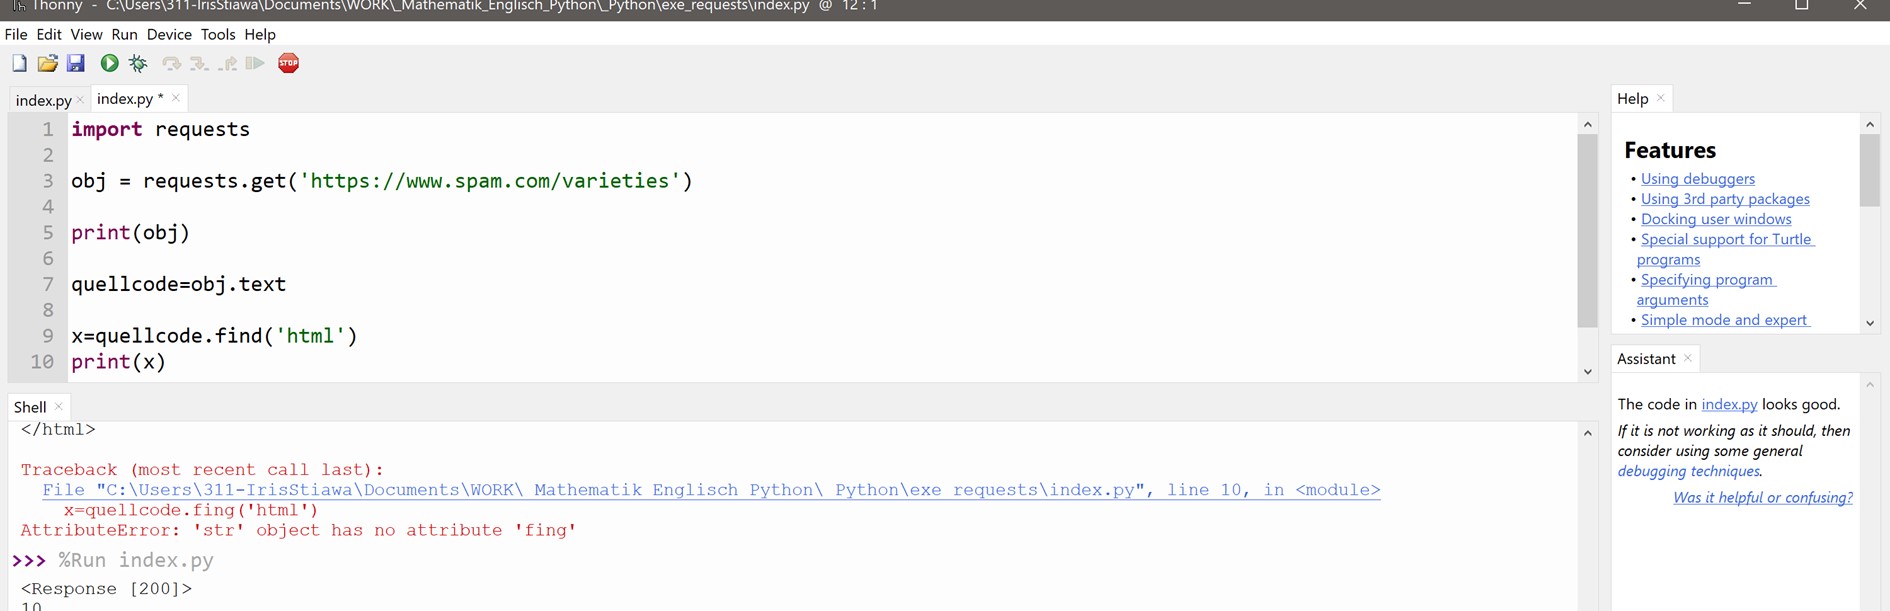 Thonny - C:\Users\311-IrisStiawa\Documents\WORK\_Mathematik_Englisch_Python\_Python\exe_requests\index.py @ 12 : 1
File Edit View Run Device Tools Help
STOP
index.py × index.py * ×
1 import requests
2
3 obj = requests.get('https://www.spam.com/varieties')
4
5 print(obj)
6
7 quellcode=obj.text
8
9 x=quellcode.find('html')
10 print(x)
Shell ×
</html>
Traceback (most recent call last):
File "C:\Users\311-IrisStiawa\Documents\WORK\_Mathematik_Englisch_Python\_Python\exe_requests\index.py", line 10, in <module>
x=quellcode.fing('html')
AttributeError: 'str' object has no attribute 'fing'
>>> %Run index.py
<Response [200]>
10
Help ×
Features
• Using debuggers
• Using 3rd party packages
• Docking user windows
• Special support for Turtle
programs
• Specifying program
arguments
• Simple mode and expert
Assistant ×
The code in index.py looks good.
If it is not working as it should, then
consider using some general
debugging techniques.
Was it helpful or confusing?